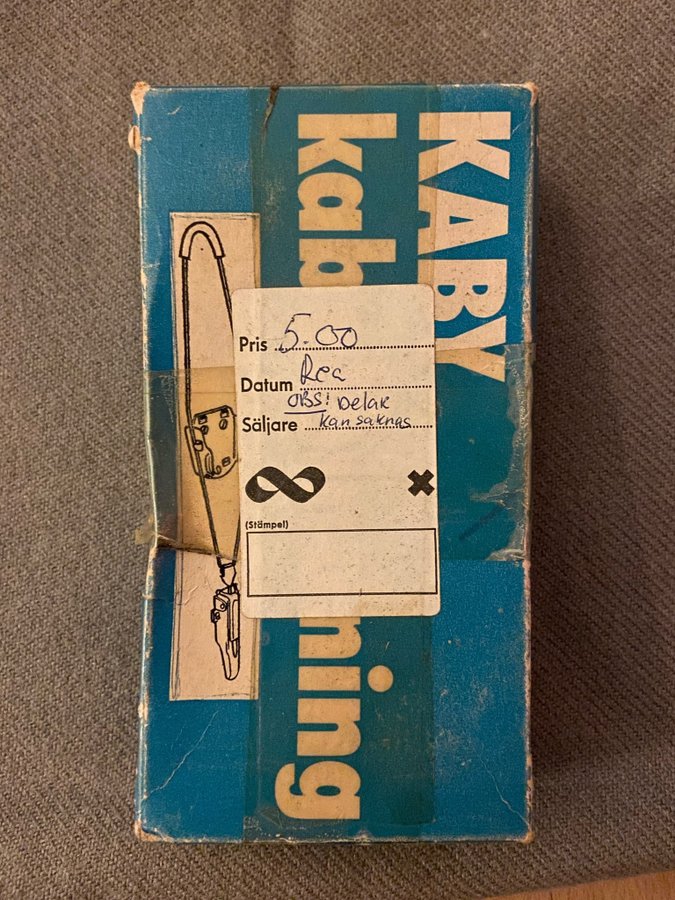 KABY
kab ning
Pris 5.00
Datum Rea
OBS! Delar
Säljare kan saknas
(Stämpel)